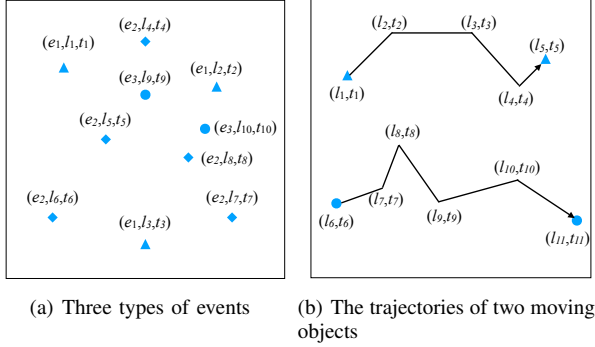 (e2,l4,t4)
(e1,l1,t1)
(e3,l9,t9)
(e1,l2,t2)
(e2,l5,t5)
(e3,l10,t10)
(e2,l8,t8)
(e2,l6,t6)
(e1,l3,t3)
(e2,l7,t7)
(a) Three types of events
(l2,t2)
(l3,t3)
(l5,t5)
(l1,t1)
(l4,t4)
(l8,t8)
(l10,t10)
(l7,t7)
(l6,t6)
(l9,t9)
(l11,t11)
(b) The trajectories of two moving
objects